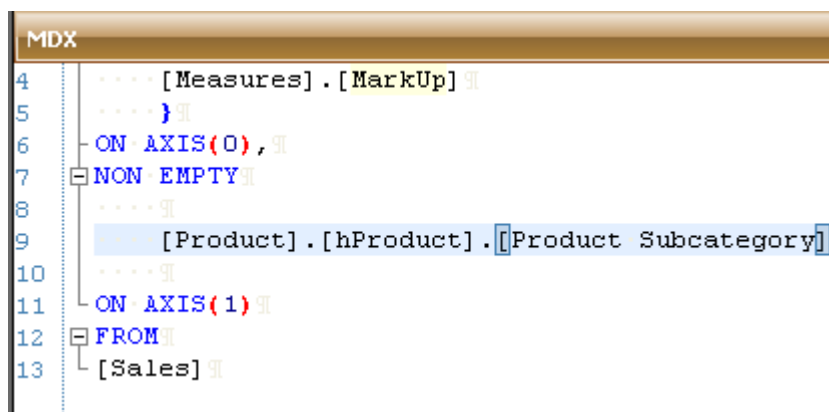 MDX
4 [Measures].[MarkUp]
5 }
6 ON AXIS(0),
7 NON EMPTY
8
9 [Product].[hProduct].[Product Subcategory]
10
11 ON AXIS(1)
12 FROM
13 [Sales]